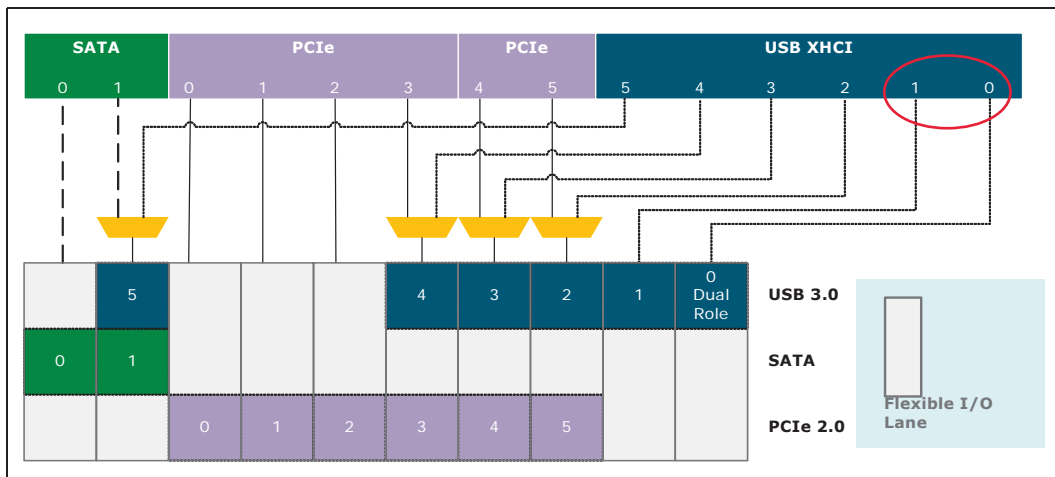 SATA PCIe PCIe USB XHCI
0 1 0 1 2 3 4 5 5 4 3 2 1 0
5 4 3 2 1 0 Dual Role USB 3.0
0 1 SATA
0 1 2 3 4 5 PCIe 2.0
Flexible I/O
Lane